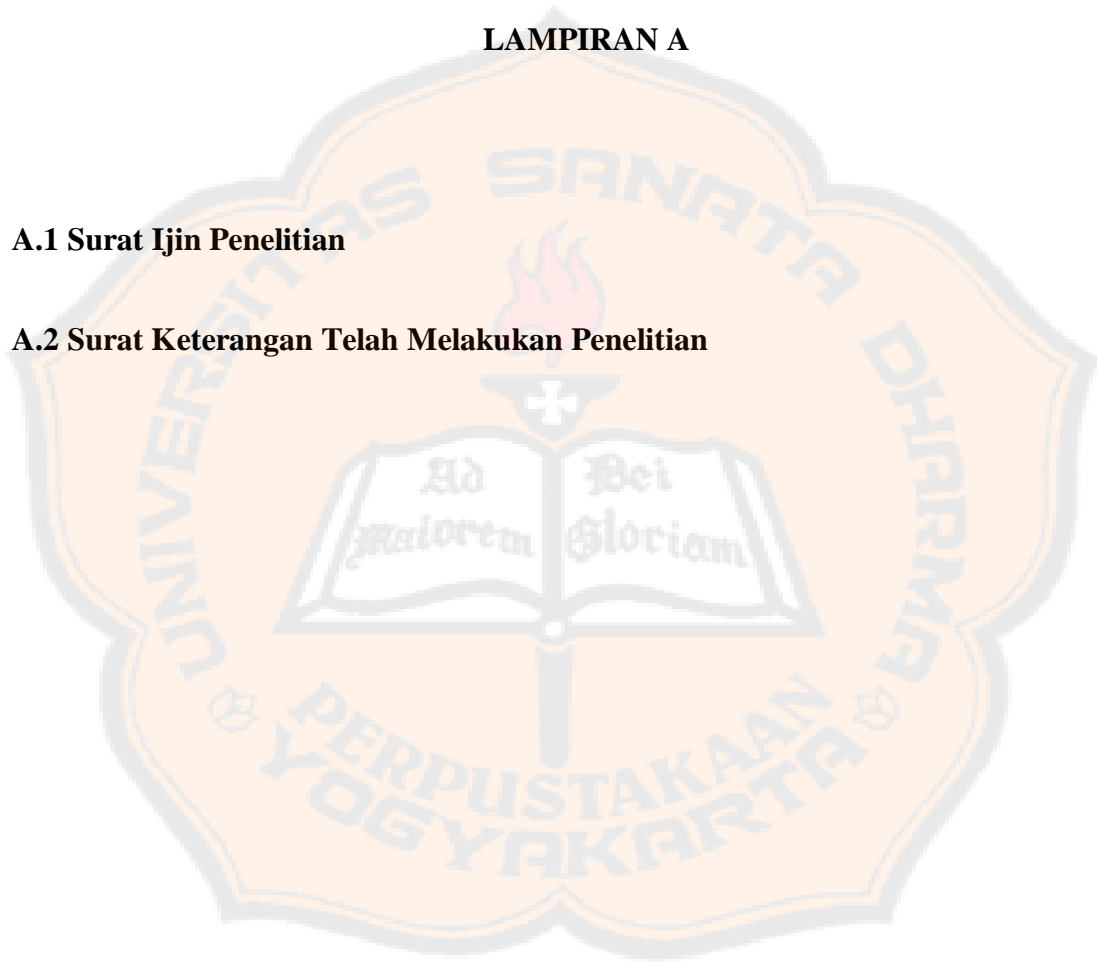 LAMPIRAN A
A.1 Surat Ijin Penelitian
A.2 Surat Keterangan Telah Melakukan Penelitian
UNIVERSITAS SANATA DHARMA
Ad
maiorem
Dei
Gloriam
PERPUSTAKAAN
YOGYAKARTA